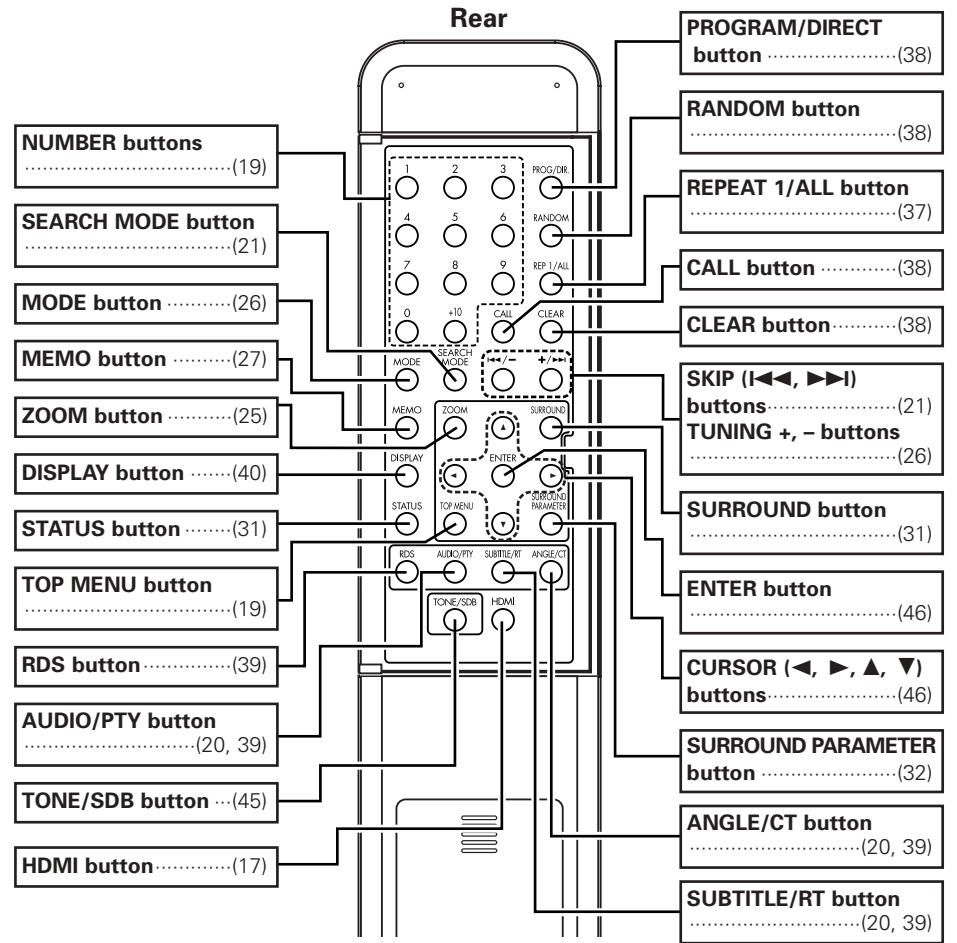 Rear
NUMBER buttons
·························(19)
SEARCH MODE button
·························(21)
MODE button ···········(26)
MEMO button ··········(27)
ZOOM button ···········(25)
DISPLAY button ·······(40)
STATUS button ········(31)
TOP MENU button
·························(19)
RDS button ··············(39)
AUDIO/PTY button
····························(20, 39)
TONE/SDB button ···(45)
HDMI button ·············(17)
1 2 3 PROG/DIR.
4 5 6 RANDOM
7 8 9 REP 1/ALL
0 +10 CALL CLEAR
MODE SEARCH MODE I◄◄/– +/►►I
MEMO ZOOM ▲ SURROUND
DISPLAY ◄ ENTER ►
STATUS TOP MENU ▼ SURROUND PARAMETER
RDS AUDIO/PTY SUBTITLE/RT ANGLE/CT
TONE/SDB HDMI
PROGRAM/DIRECT
button ·····················(38)
RANDOM button
·································(38)
REPEAT 1/ALL button
·································(37)
CALL button ············(38)
CLEAR button ··········(38)
SKIP (I◄◄, ►►I)
buttons ·····················(21)
TUNING +, – buttons
·································(26)
SURROUND button
·································(31)
ENTER button
·································(46)
CURSOR (◄, ►, ▲, ▼)
buttons ·····················(46)
SURROUND PARAMETER
button ······················(32)
ANGLE/CT button
····························(20, 39)
SUBTITLE/RT button
···························(20, 39)